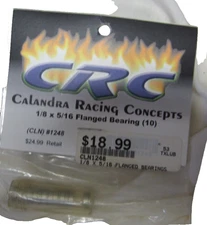 CRC
Calandra Racing Concepts
1/8 x 5/16 Flanged Bearing (10)
(CLN) #1246
$24.99 Retail
$18.99
CLN1246
1/8 X 5/16 FLANGED BEARINGS